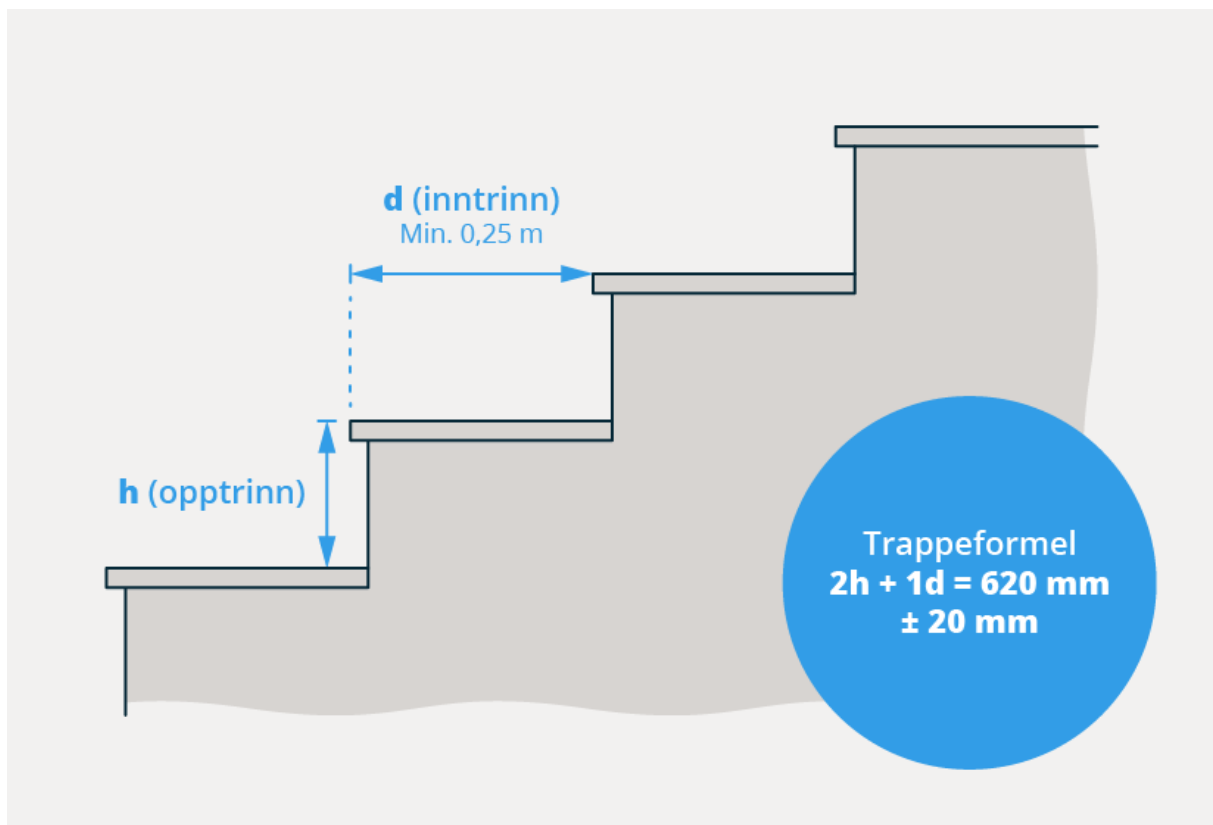 d (inntrinn)
Min. 0,25 m
h (opptrinn)
Trappeformel
2h + 1d = 620 mm
± 20 mm